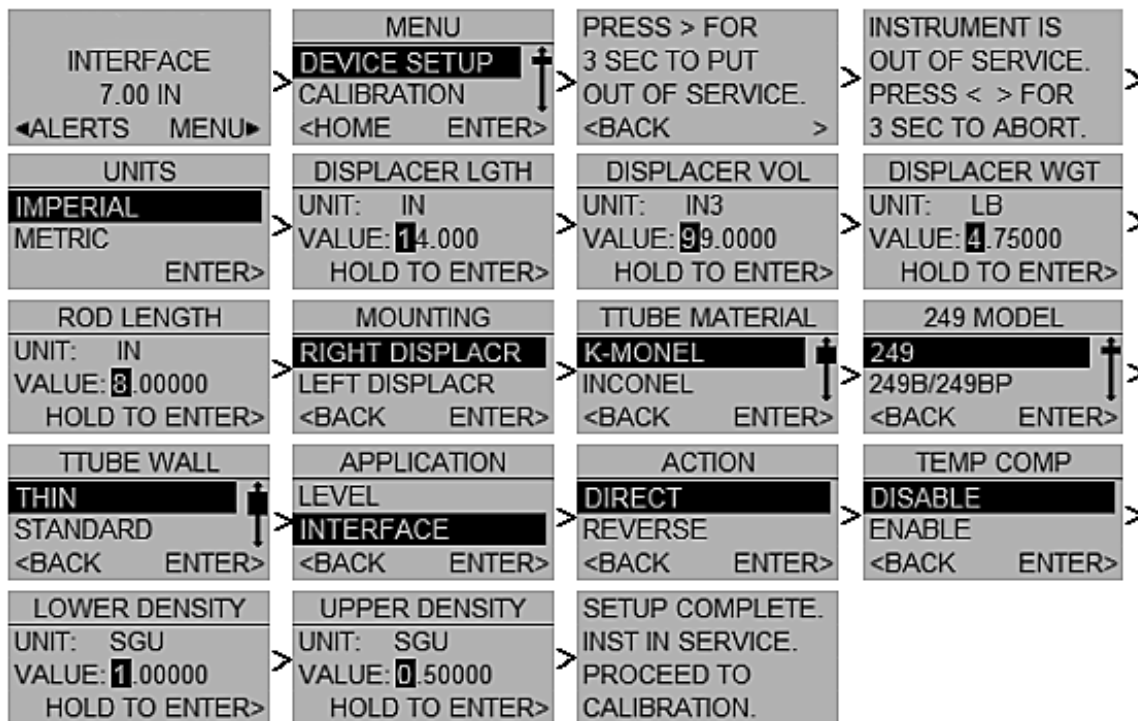 INTERFACE
7.00 IN
◄ALERTS MENU►
>
MENU
DEVICE SETUP
CALIBRATION
<HOME ENTER>
>
PRESS > FOR
3 SEC TO PUT
OUT OF SERVICE.
<BACK >
>
INSTRUMENT IS
OUT OF SERVICE.
PRESS < > FOR
3 SEC TO ABORT.
>
UNITS
IMPERIAL
METRIC
ENTER>
>
DISPLACER LGTH
UNIT: IN
VALUE: 14.000
HOLD TO ENTER>
>
DISPLACER VOL
UNIT: IN3
VALUE: 99.0000
HOLD TO ENTER>
>
DISPLACER WGT
UNIT: LB
VALUE: 4.75000
HOLD TO ENTER>
>
ROD LENGTH
UNIT: IN
VALUE: 8.00000
HOLD TO ENTER>
>
MOUNTING
RIGHT DISPLACR
LEFT DISPLACR
<BACK ENTER>
>
TTUBE MATERIAL
K-MONEL
INCONEL
<BACK ENTER>
>
249 MODEL
249
249B/249BP
<BACK ENTER>
>
TTUBE WALL
THIN
STANDARD
<BACK ENTER>
>
APPLICATION
LEVEL
INTERFACE
<BACK ENTER>
>
ACTION
DIRECT
REVERSE
<BACK ENTER>
>
TEMP COMP
DISABLE
ENABLE
<BACK ENTER>
>
LOWER DENSITY
UNIT: SGU
VALUE: 1.00000
HOLD TO ENTER>
>
UPPER DENSITY
UNIT: SGU
VALUE: 0.50000
HOLD TO ENTER>
>
SETUP COMPLETE.
INST IN SERVICE.
PROCEED TO
CALIBRATION.